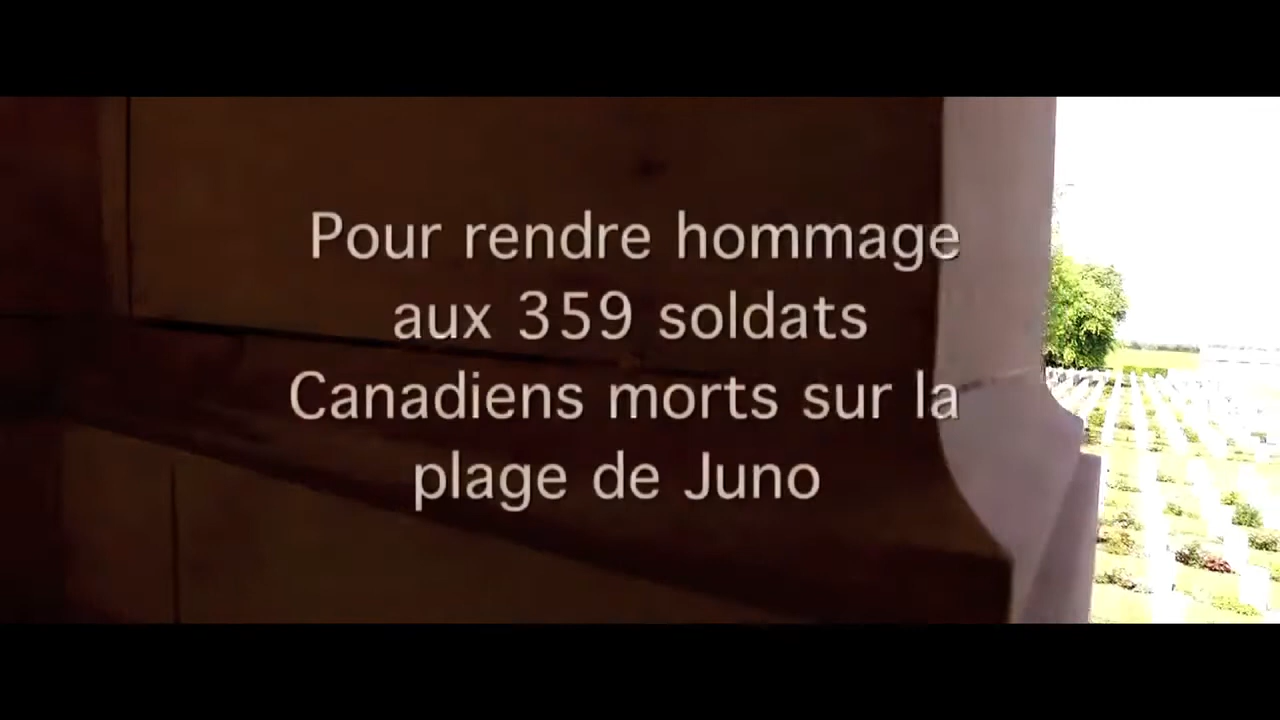 Pour rendre hommage
aux 359 soldats
Canadiens morts sur la
plage de Juno